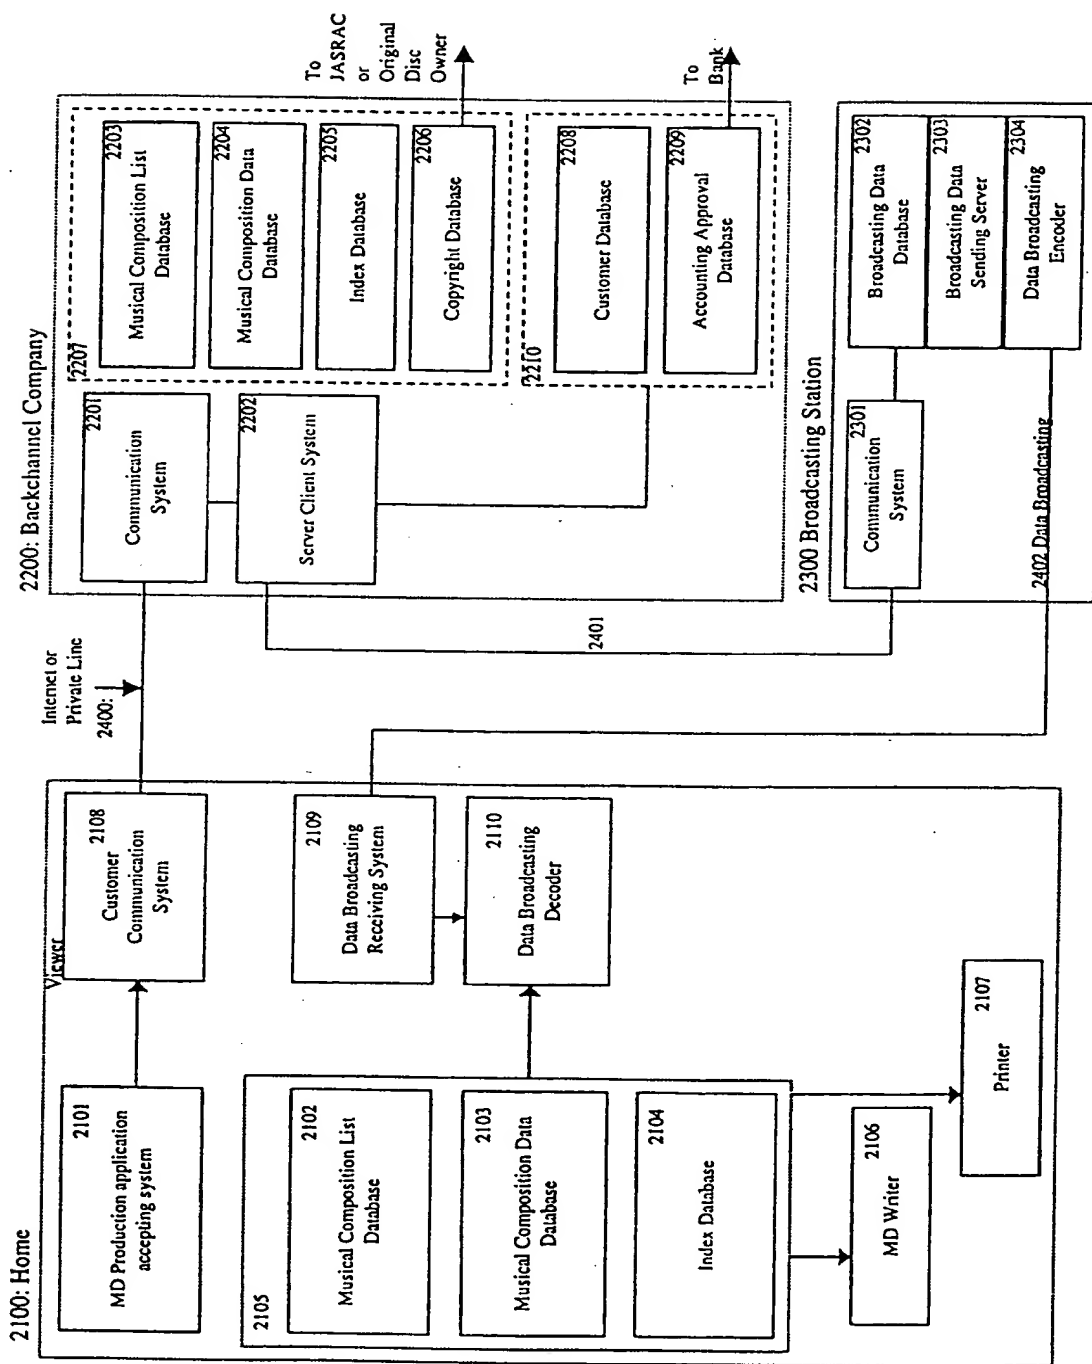 2100: Home
2101
MD Production application
accepting system
Viewer
2108
Customer
Communication
System
2105
2102
Musical Composition List
Database
2103
Musical Composition Data
Database
2104
Index Database
2109
Data Broadcasting
Receiving System
2110
Data Broadcasting
Decoder
2106
MD Writer
2107
Printer
Internet or
Private Line
2400:
2401
2200: Backchannel Company
2201
Communication
System
2202
Server Client System
2207
2203
Musical Composition List
Database
2204
Musical Composition Data
Database
2205
Index Database
2206
Copyright Database
To
JASRAC
or
Original
Disc
Owner
2210
2208
Customer Database
2209
Accounting Approval
Database
To
Bank
2300 Broadcasting Station
2301
Communication
System
2302
Broadcasting Data
Database
2303
Broadcasting Data
Sending Server
2304
Data Broadcasting
Encoder
2402 Data Broadcasting